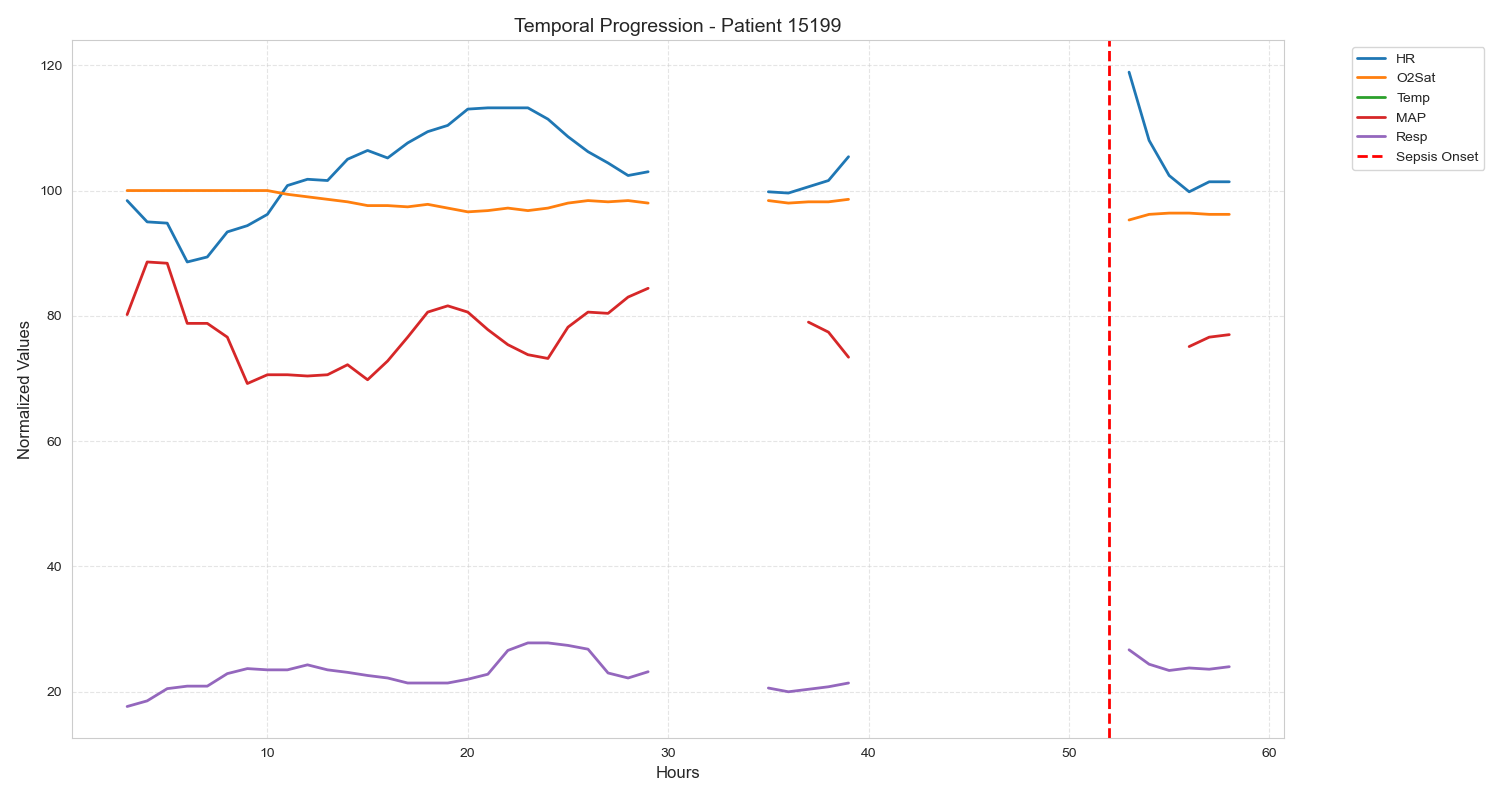 Temporal Progression - Patient 15199
Normalized Values
120
100
80
60
40
20
10
20
30
40
50
60
Hours
HR
O2Sat
Temp
MAP
Resp
Sepsis Onset